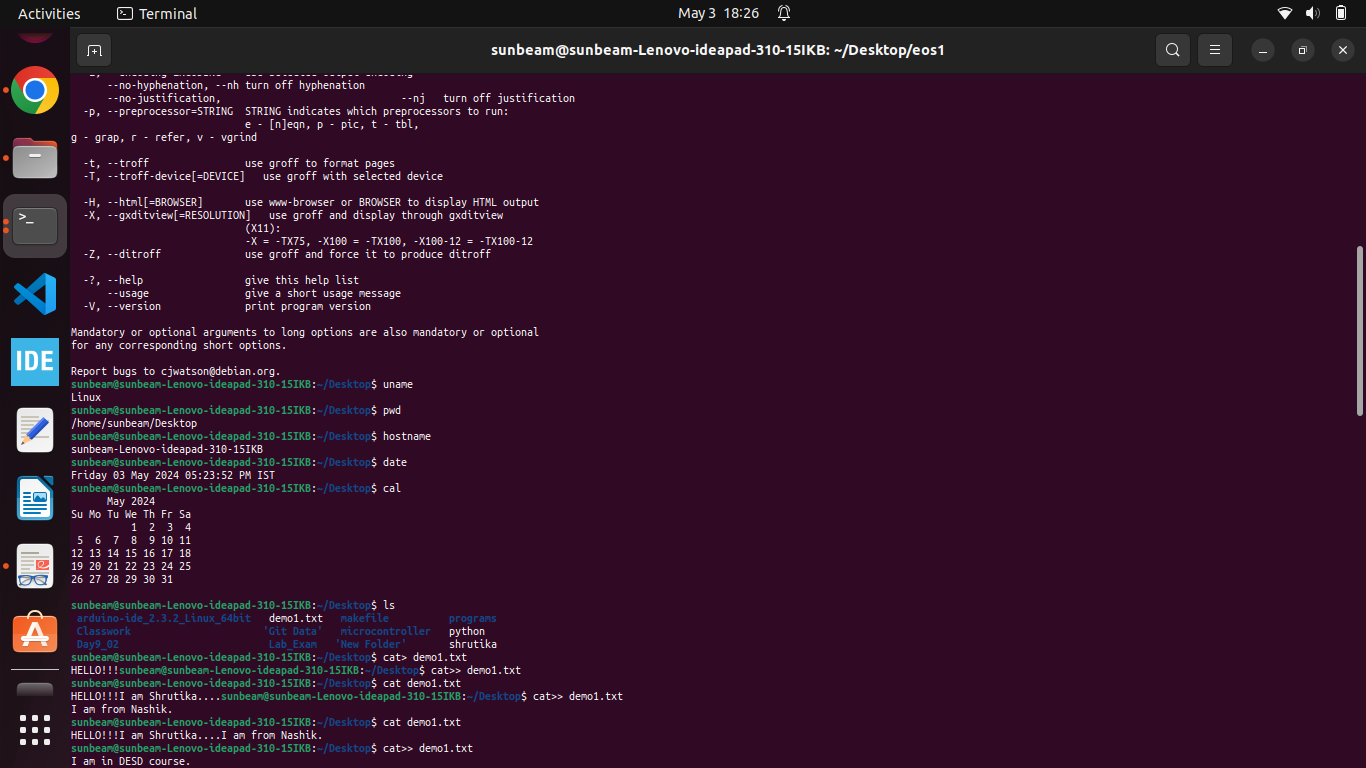 Activities Terminal May 3 18:26
sunbeam@sunbeam-Lenovo-ideapad-310-15IKB: ~/Desktop/eos1
--no-hyphenation, --nh turn off hyphenation
--no-justification, --nj turn off justification
-p, --preprocessor=STRING STRING indicates which preprocessors to run:
e - [n]eqn, p - pic, t - tbl,
g - grap, r - refer, v - vgrind
-t, --troff use groff to format pages
-T, --troff-device[=DEVICE] use groff with selected device
-H, --html[=BROWSER] use www-browser or BROWSER to display HTML output
-X, --gxditview[=RESOLUTION] use groff and display through gxditview
(X11):
-X = -TX75, -X100 = -TX100, -X100-12 = -TX100-12
-Z, --ditroff use groff and force it to produce ditroff
-?, --help give this help list
--usage give a short usage message
-V, --version print program version
Mandatory or optional arguments to long options are also mandatory or optional
for any corresponding short options.
Report bugs to cjwatson@debian.org.
sunbeam@sunbeam-Lenovo-ideapad-310-15IKB:~/Desktop$ uname
Linux
sunbeam@sunbeam-Lenovo-ideapad-310-15IKB:~/Desktop$ pwd
/home/sunbeam/Desktop
sunbeam@sunbeam-Lenovo-ideapad-310-15IKB:~/Desktop$ hostname
sunbeam-Lenovo-ideapad-310-15IKB
sunbeam@sunbeam-Lenovo-ideapad-310-15IKB:~/Desktop$ date
Friday 03 May 2024 05:23:52 PM IST
sunbeam@sunbeam-Lenovo-ideapad-310-15IKB:~/Desktop$ cal
May 2024
Su Mo Tu We Th Fr Sa
1 2 3 4
5 6 7 8 9 10 11
12 13 14 15 16 17 18
19 20 21 22 23 24 25
26 27 28 29 30 31
sunbeam@sunbeam-Lenovo-ideapad-310-15IKB:~/Desktop$ ls
arduino-ide_2.3.2_Linux_64bit demo1.txt makefile programs
Classwork 'Git Data' microcontroller python
Day9_02 Lab_Exam 'New Folder' shrutika
sunbeam@sunbeam-Lenovo-ideapad-310-15IKB:~/Desktop$ cat> demo1.txt
HELLO!!!sunbeam@sunbeam-Lenovo-ideapad-310-15IKB:~/Desktop$ cat>> demo1.txt
sunbeam@sunbeam-Lenovo-ideapad-310-15IKB:~/Desktop$ cat demo1.txt
HELLO!!!I am Shrutika....sunbeam@sunbeam-Lenovo-ideapad-310-15IKB:~/Desktop$ cat>> demo1.txt
I am from Nashik.
sunbeam@sunbeam-Lenovo-ideapad-310-15IKB:~/Desktop$ cat demo1.txt
HELLO!!!I am Shrutika....I am from Nashik.
sunbeam@sunbeam-Lenovo-ideapad-310-15IKB:~/Desktop$ cat>> demo1.txt
I am in DESD course.
IDE